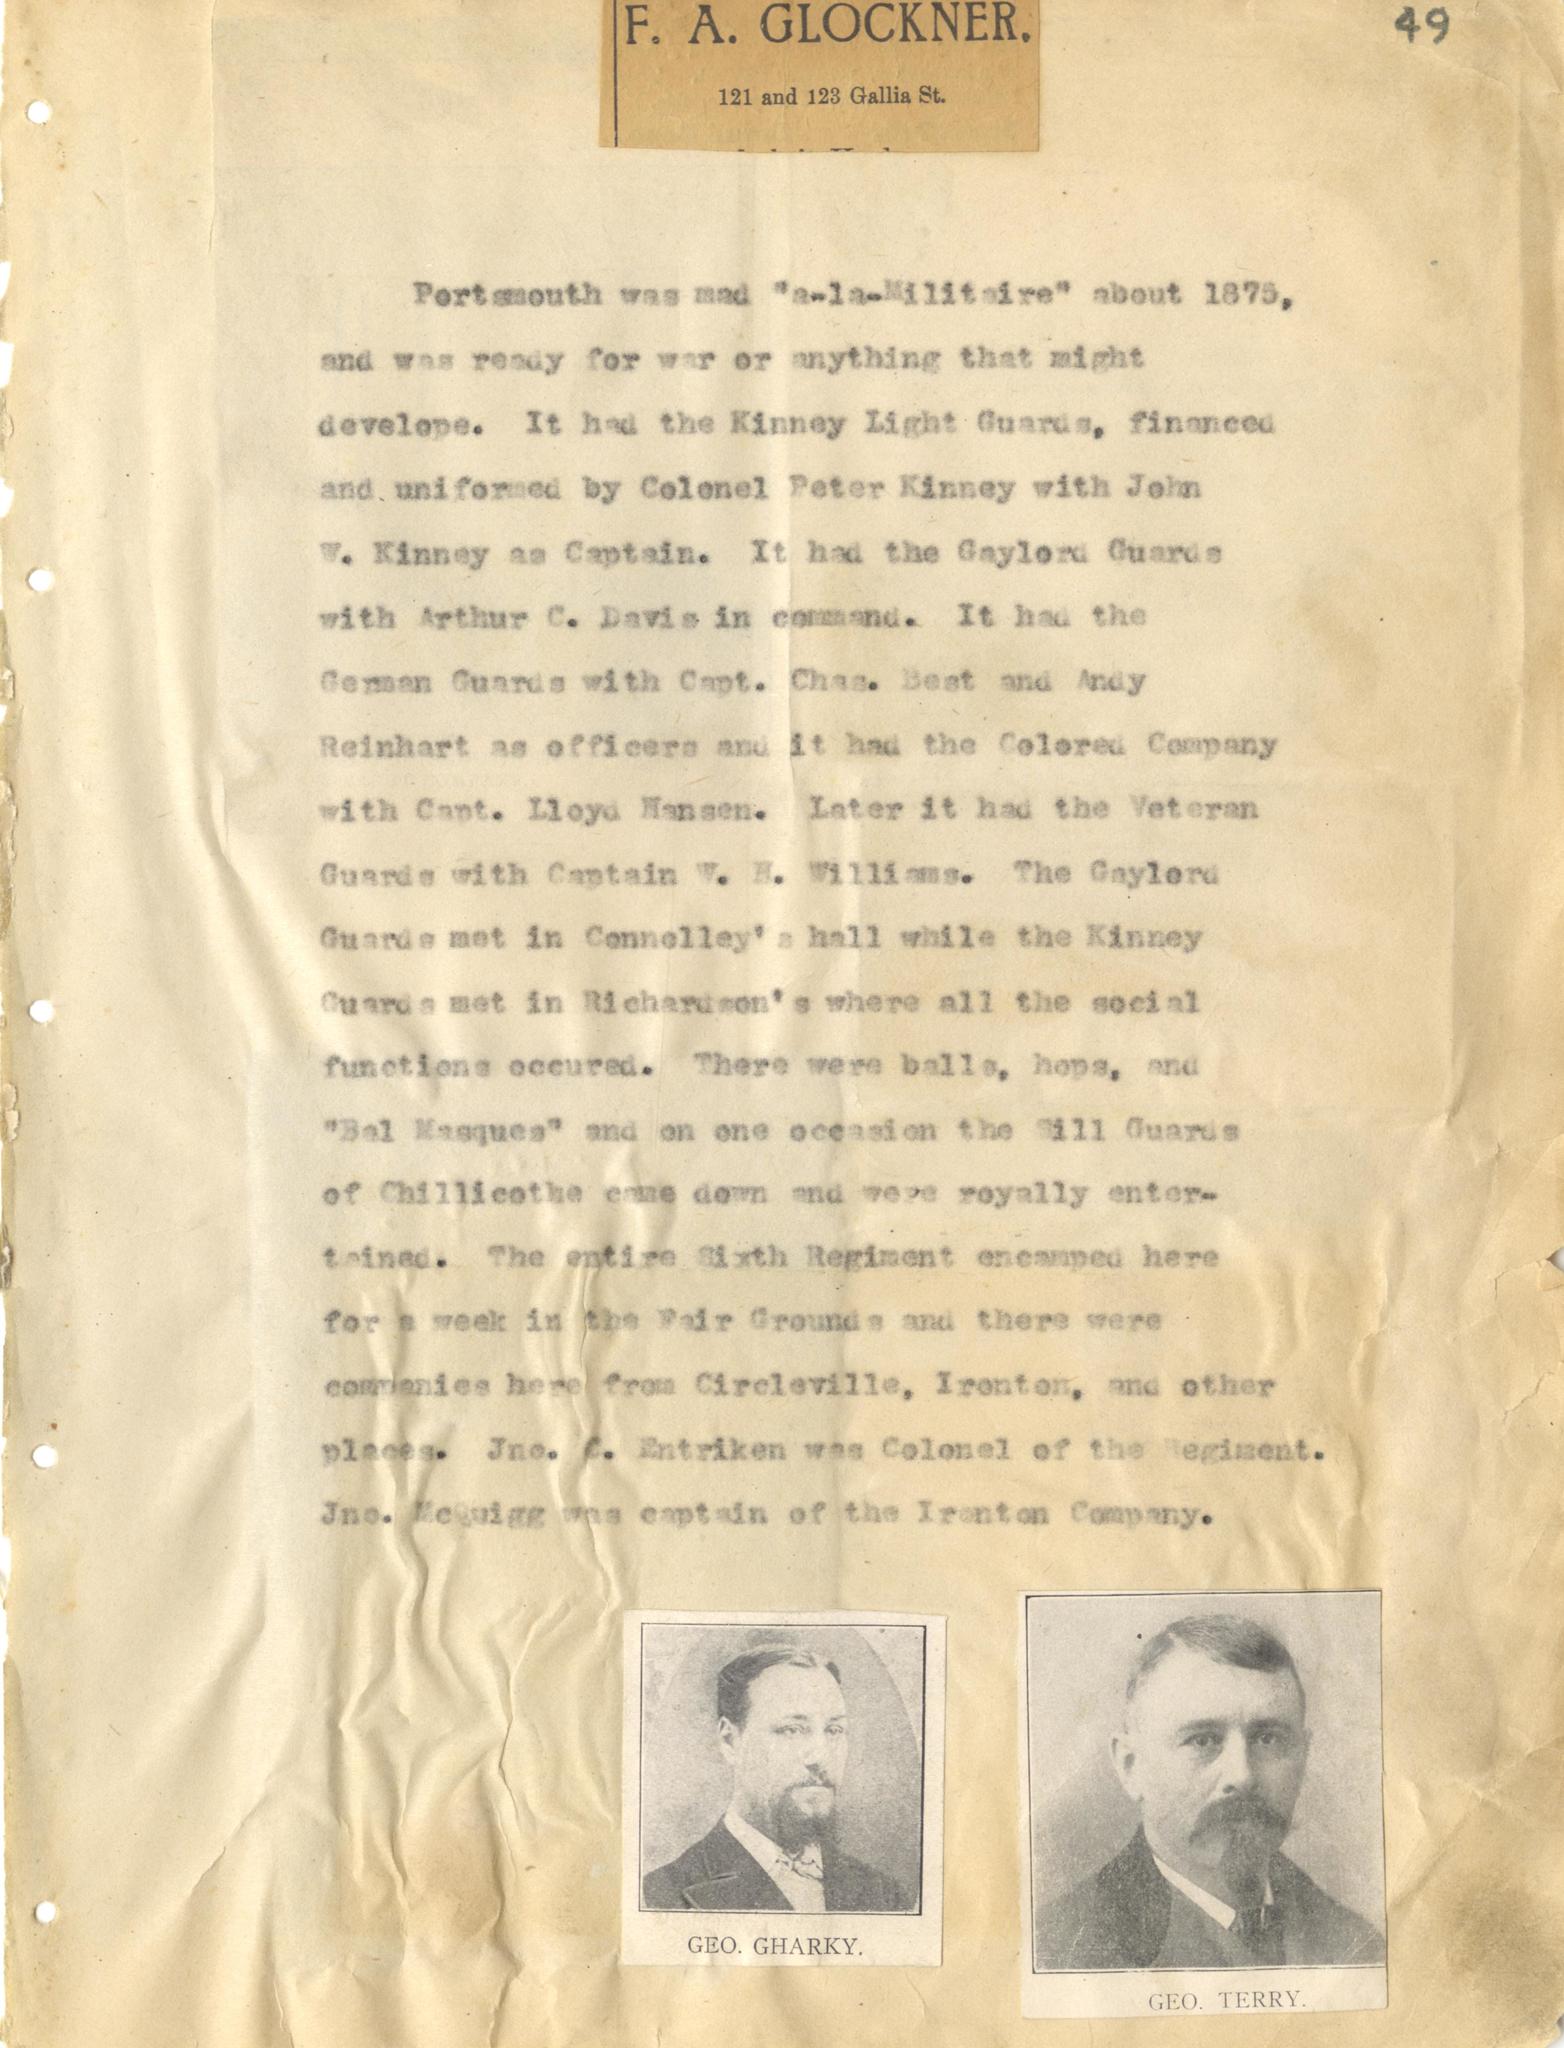 F. A. GLOCKNER.
49
121 and 123 Gallia St.
Portsmouth was mad "a-la-Militaire" about 1875,
and was ready for war or anything that might
develope. It had the Kinney Light Guards, financed
and uniformed by Colonel Peter Kinney with John
W. Kinney as Captain. It had the Gaylord Guards
with Arthur C. Davis in command. It had the
German Guards with Capt. Chas. Best and Andy
Reinhart as officers and it had the Colored Company
with Capt. Lloyd Hansen. Later it had the Veteran
Guards with Captain W. H. Williams. The Gaylord
Guards met in Connolley's hall while the Kinney
Guards met in Richardson's where all the social
functions occured. There were balls, hops, and
"Bal Masques" and on one occasion the Sill Guards
of Chillicothe came down and were royally enter-
tained. The entire Sixth Regiment encamped here
for a week in the Fair Grounds and there were
companies here from Circleville, Ironton, and other
places. Jno. C. Entriken was Colonel of the Regiment.
Jno. McQuigg was captain of the Ironton Company.
GEO. GHARKY.
GEO. TERRY.